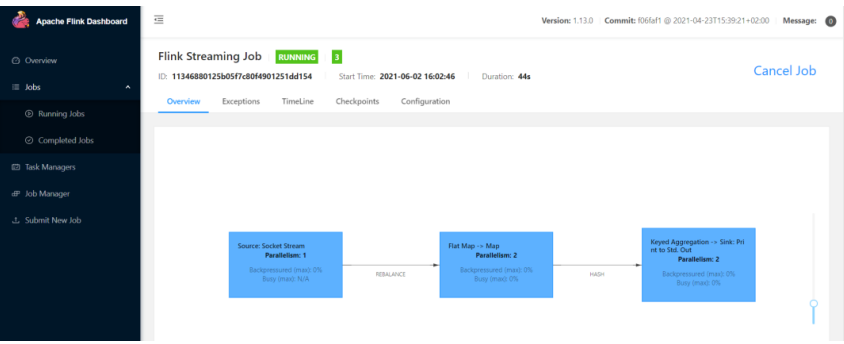 Apache Flink Dashboard
Version: 1.13.0 Commit: f06faf1 @ 2021-04-23T15:39:21+02:00 Message: 0
Overview
Jobs
Running Jobs
Completed Jobs
Task Managers
Job Manager
Submit New Job
Flink Streaming Job RUNNING 3
ID: 11346880125b05f7c80f4901251dd154 Start Time: 2021-06-02 16:02:46 Duration: 44s
Cancel Job
Overview Exceptions TimeLine Checkpoints Configuration
Source: Socket Stream
Parallelism: 1
Backpressured (max): 0%
Busy (max): N/A
REBALANCE
Flat Map -> Map
Parallelism: 2
Backpressured (max): 0%
Busy (max): 0%
HASH
Keyed Aggregation -> Sink: Pri
nt to Std. Out
Parallelism: 2
Backpressured (max): 0%
Busy (max): 0%